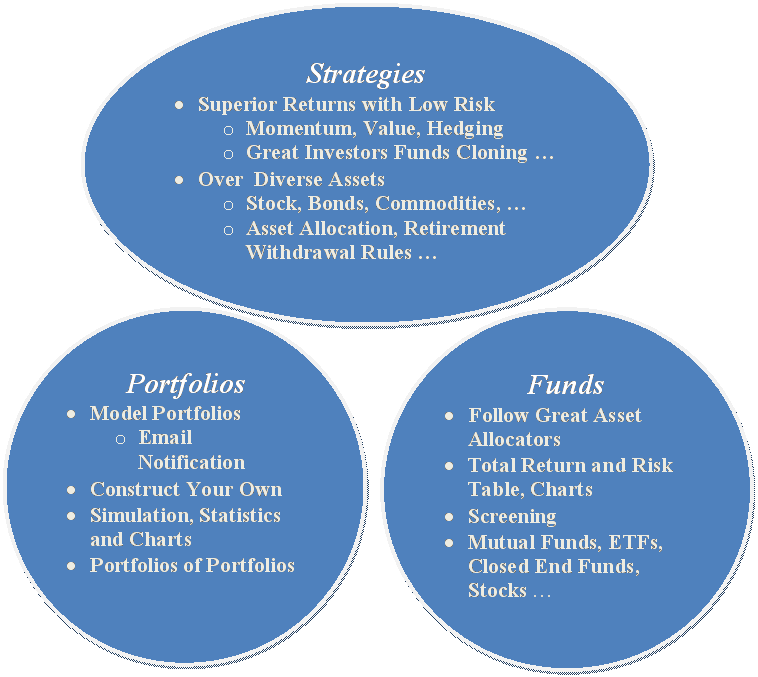 Strategies
• Superior Returns with Low Risk
o Momentum, Value, Hedging
o Great Investors Funds Cloning …
• Over Diverse Assets
o Stock, Bonds, Commodities, …
o Asset Allocation, Retirement
Withdrawal Rules …
Portfolios
• Model Portfolios
o Email
Notification
• Construct Your Own
• Simulation, Statistics
and Charts
• Portfolios of Portfolios
Funds
• Follow Great Asset
Allocators
• Total Return and Risk
Table, Charts
• Screening
• Mutual Funds, ETFs,
Closed End Funds,
Stocks …